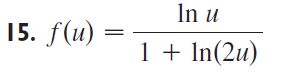 15. f(u) = ln u / (1 + ln(2u))